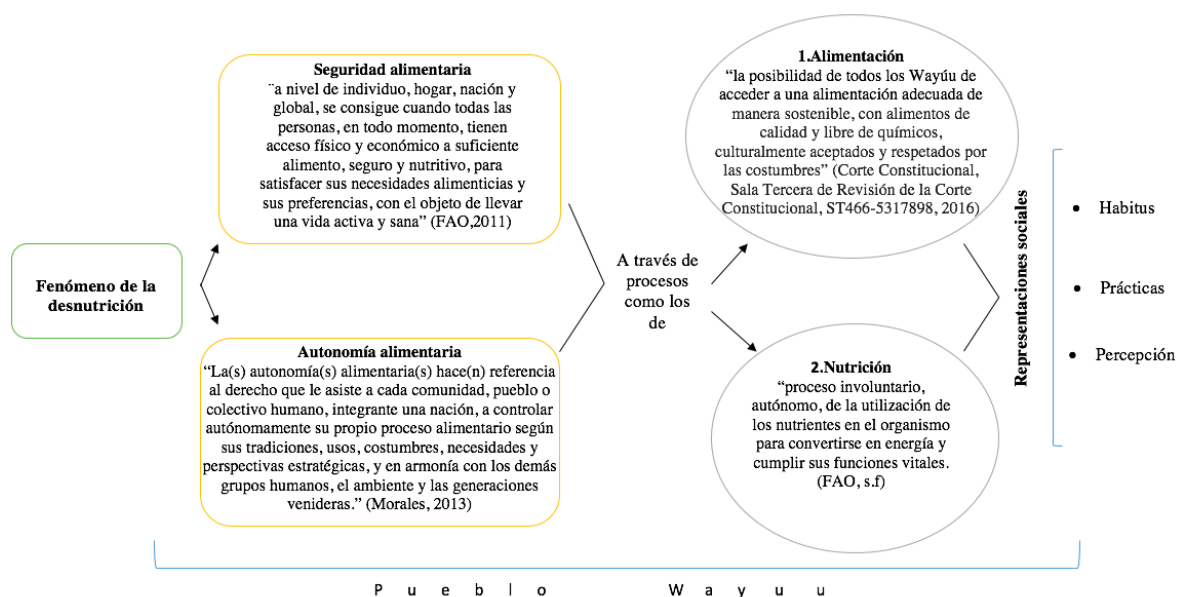 Fenómeno de la
desnutrición
Seguridad alimentaria
¨a nivel de individuo, hogar, nación y
global, se consigue cuando todas las
personas, en todo momento, tienen
acceso físico y económico a suficiente
alimento, seguro y nutritivo, para
satisfacer sus necesidades alimenticias y
sus preferencias, con el objeto de llevar
una vida activa y sana” (FAO,2011)
Autonomía alimentaria
“La(s) autonomía(s) alimentaria(s) hace(n) referencia
al derecho que le asiste a cada comunidad, pueblo o
colectivo humano, integrante una nación, a controlar
autónomamente su propio proceso alimentario según
sus tradiciones, usos, costumbres, necesidades y
perspectivas estratégicas, y en armonía con los demás
grupos humanos, el ambiente y las generaciones
venideras.” (Morales, 2013)
A través de
procesos
como los
de
1.Alimentación
“la posibilidad de todos los Wayúu de
acceder a una alimentación adecuada de
manera sostenible, con alimentos de
calidad y libre de químicos,
culturalmente aceptados y respetados por
las costumbres” (Corte Constitucional,
Sala Tercera de Revisión de la Corte
Constitucional, ST466-5317898, 2016)
2.Nutrición
“proceso involuntario,
autónomo, de la utilización de
los nutrientes en el organismo
para convertirse en energía y
cumplir sus funciones vitales.
(FAO, s.f)
Representaciones sociales
• Habitus
• Prácticas
• Percepción
Pueblo Wayuu